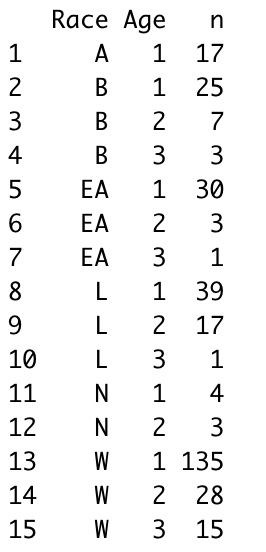 Race Age n
1 A 1 17
2 B 1 25
3 B 2 7
4 B 3 3
5 EA 1 30
6 EA 2 3
7 EA 3 1
8 L 1 39
9 L 2 17
10 L 3 1
11 N 1 4
12 N 2 3
13 W 1 135
14 W 2 28
15 W 3 15